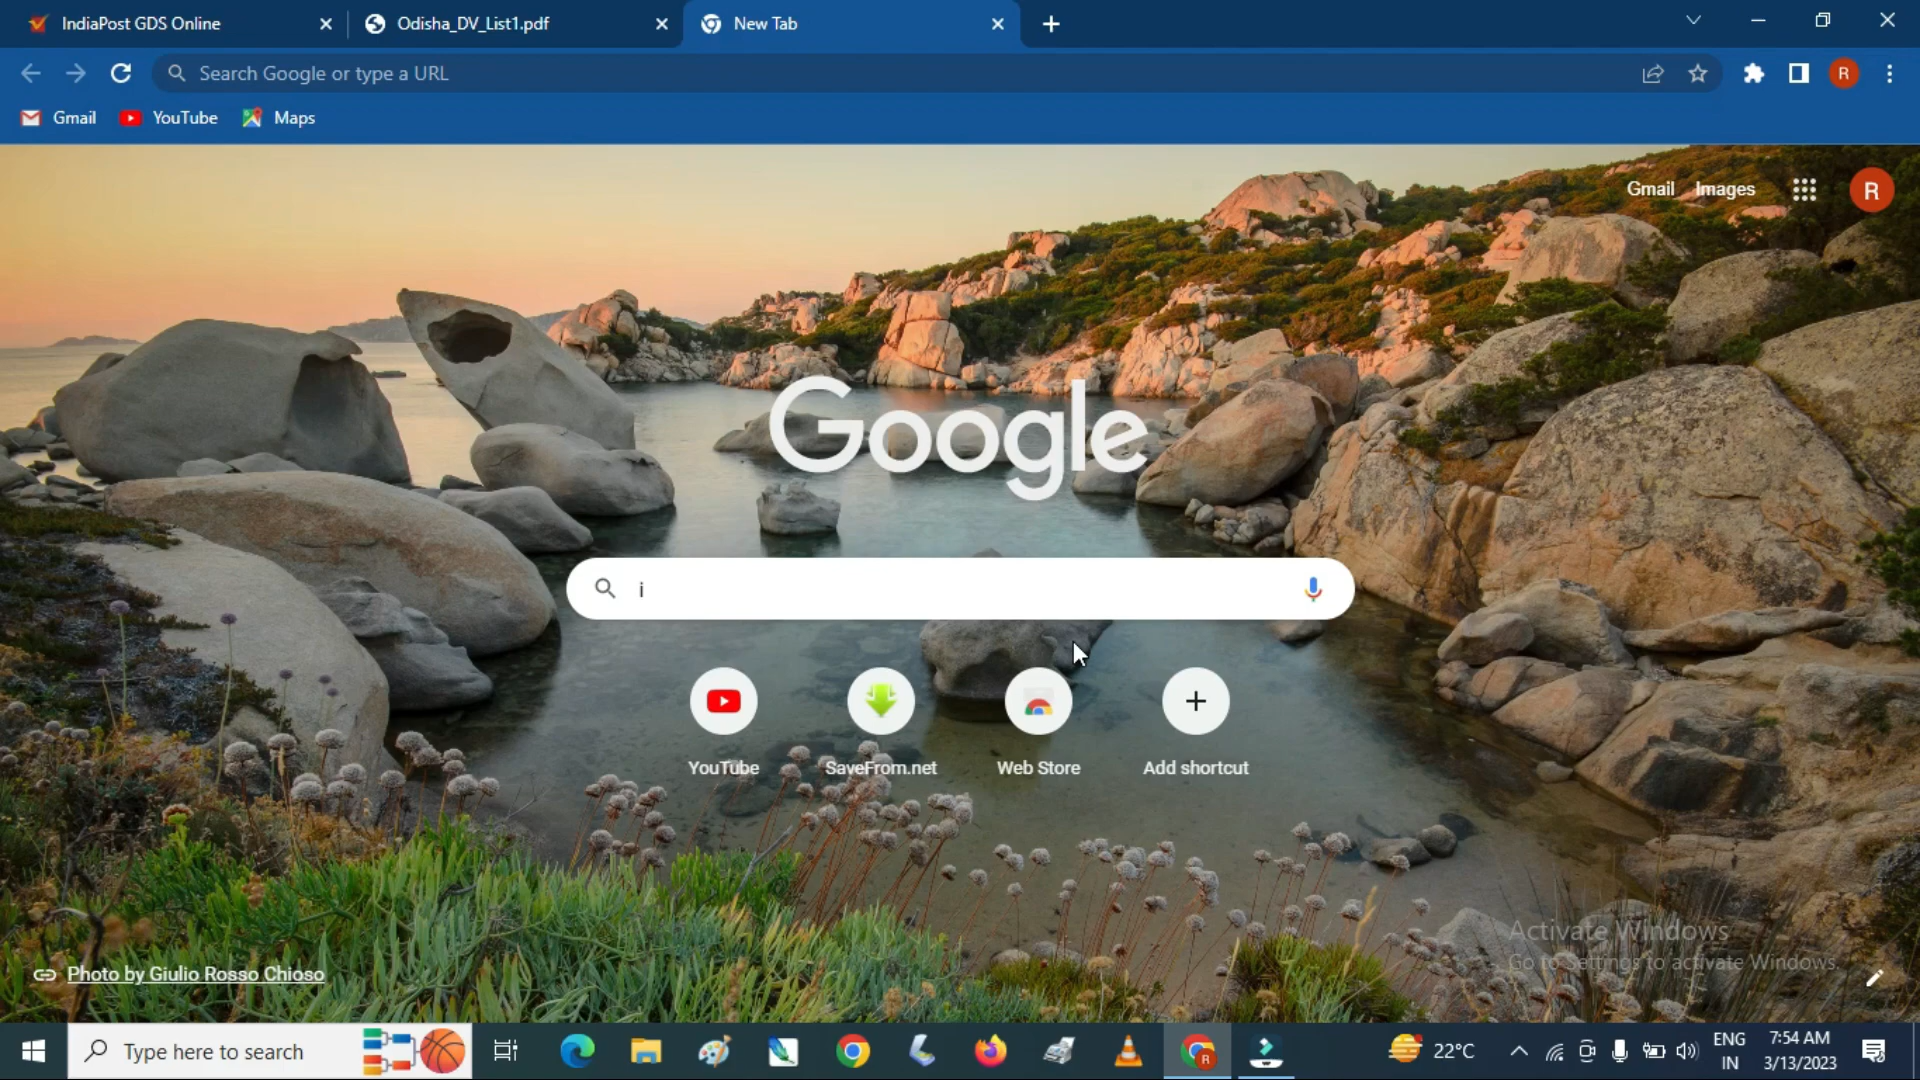 IndiaPost GDS Online
Odisha_DV_List1.pdf
New Tab
Search Google or type a URL
R
Gmail
YouTube
Maps
Gmail
Images
R
Google
i
YouTube
SaveFrom.net
Web Store
Add shortcut
Activate Windows
Go to Settings to activate Windows.
Photo by Giulio Rosso Chioso
Type here to search
R
22°C
ENG
IN
7:54 AM
3/13/2023